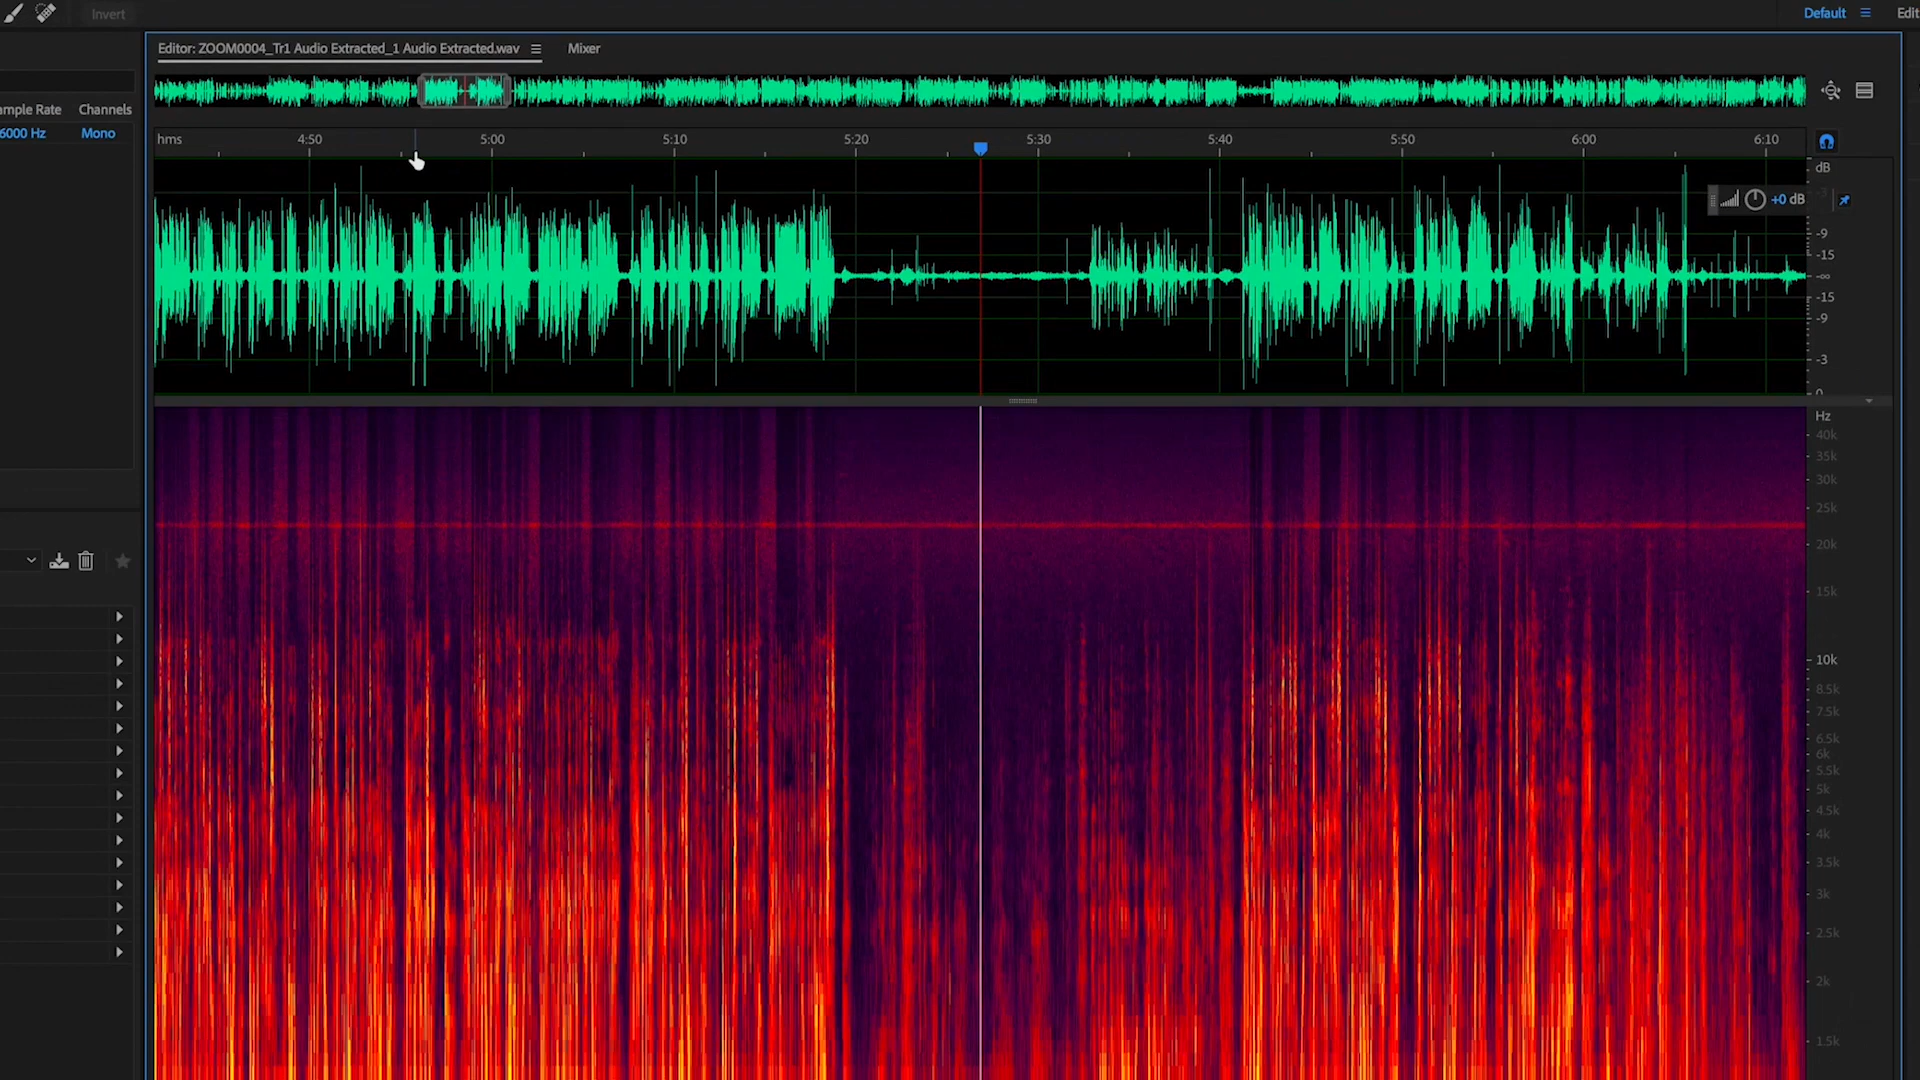 Invert
Default
Edit
Editor: ZOOM0004_Tr1 Audio Extracted_1 Audio Extracted.wav
Mixer
ample Rate Channels
6000 Hz Mono
hms 4:50 5:00 5:10 5:20 5:30 5:40 5:50 6:00 6:10
dB
-3
+0 dB
-9
-15
-∞
-15
-9
-3
0
Hz
40k
35k
30k
25k
20k
15k
10k
8.5k
7.5k
6.5k
6k
5.5k
5k
4.5k
4k
3.5k
3k
2.5k
2k
1.5k